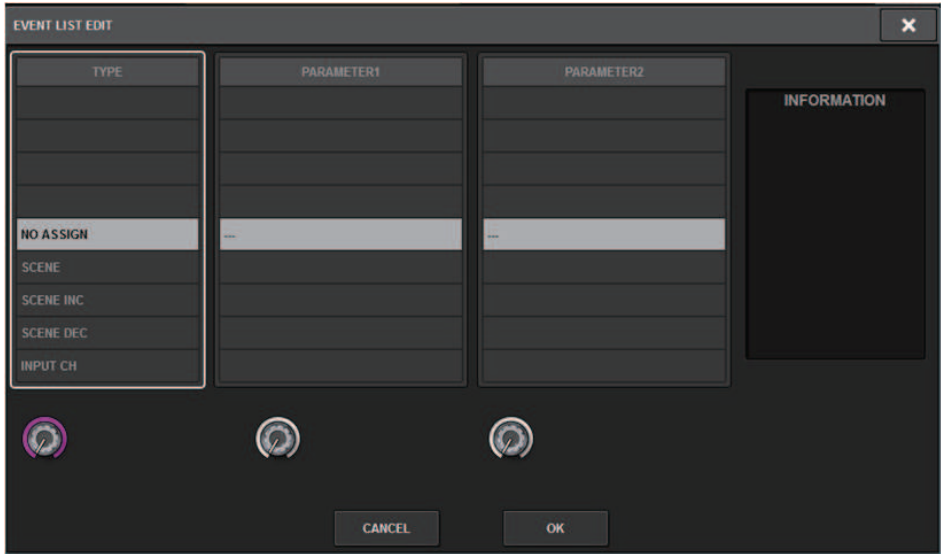 EVENT LIST EDIT
×
TYPE
PARAMETER1
PARAMETER2
INFORMATION
NO ASSIGN
---
---
SCENE
SCENE INC
SCENE DEC
INPUT CH
CANCEL
OK